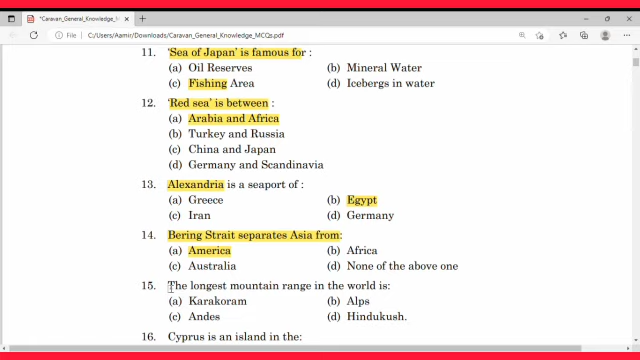 *Caravan_General_Knowledge_MCQs
File C:/Users/Aamir/Downloads/Caravan_General_Knowledge_MCQs.pdf
11. 'Sea of Japan' is famous for :
(a) Oil Reserves (b) Mineral Water
(c) Fishing Area (d) Icebergs in water
12. 'Red sea' is between :
(a) Arabia and Africa
(b) Turkey and Russia
(c) China and Japan
(d) Germany and Scandinavia
13. Alexandria is a seaport of :
(a) Greece (b) Egypt
(c) Iran (d) Germany
14. Bering Strait separates Asia from:
(a) America (b) Africa
(c) Australia (d) None of the above one
15. The longest mountain range in the world is:
(a) Karakoram (b) Alps
(c) Andes (d) Hindukush.
16. Cyprus is an island in the: